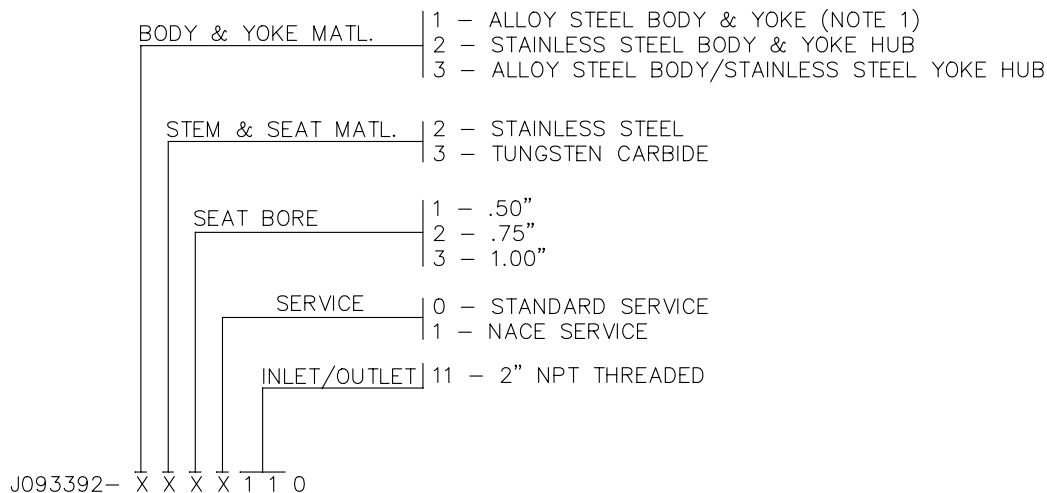 BODY & YOKE MATL.
1 – ALLOY STEEL BODY & YOKE (NOTE 1)
2 – STAINLESS STEEL BODY & YOKE HUB
3 – ALLOY STEEL BODY/STAINLESS STEEL YOKE HUB
STEM & SEAT MATL.
2 – STAINLESS STEEL
3 – TUNGSTEN CARBIDE
SEAT BORE
1 – .50”
2 – .75”
3 – 1.00”
SERVICE
0 – STANDARD SERVICE
1 – NACE SERVICE
INLET/OUTLET
11 – 2” NPT THREADED
J093392– X X X X 1 1 0